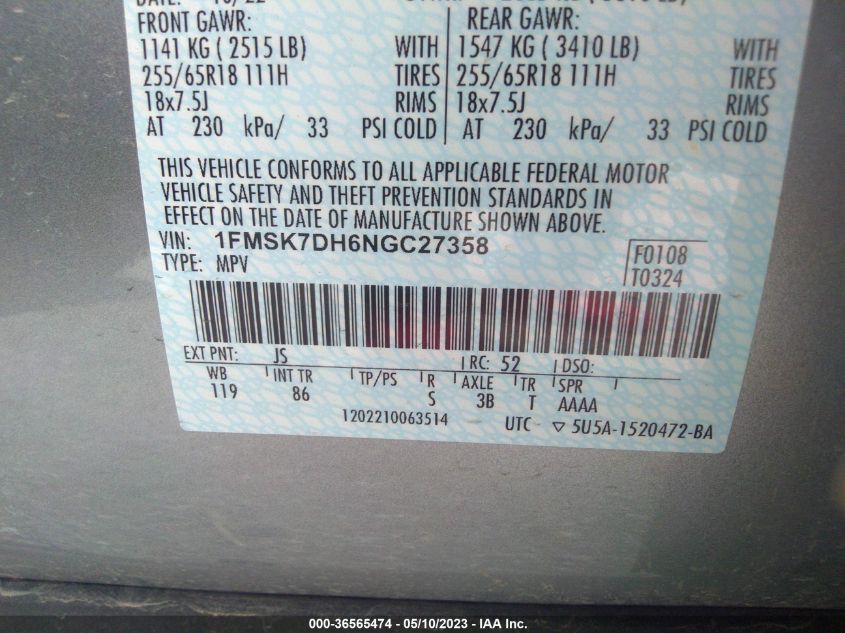 DATE: 10/22
FRONT GAWR: REAR GAWR:
1141 KG ( 2515 LB) WITH 1547 KG ( 3410 LB) WITH
255/65R18 111H TIRES 255/65R18 111H TIRES
18x7.5J RIMS 18x7.5J RIMS
AT 230 kPa/ 33 PSI COLD AT 230 kPa/ 33 PSI COLD
THIS VEHICLE CONFORMS TO ALL APPLICABLE FEDERAL MOTOR
VEHICLE SAFETY AND THEFT PREVENTION STANDARDS IN
EFFECT ON THE DATE OF MANUFACTURE SHOWN ABOVE.
VIN: 1FMSK7DH6NGC27358 F0108
TYPE: MPV T0324
EXT PNT: JS RC: 52 DSO:
WB INT TR TP/PS R AXLE TR SPR
119 86 S 3B T AAAA
1202210063514 UTC ▽ 5U5A-1520472-BA
000-36565474 - 05/10/2023 - IAA Inc.